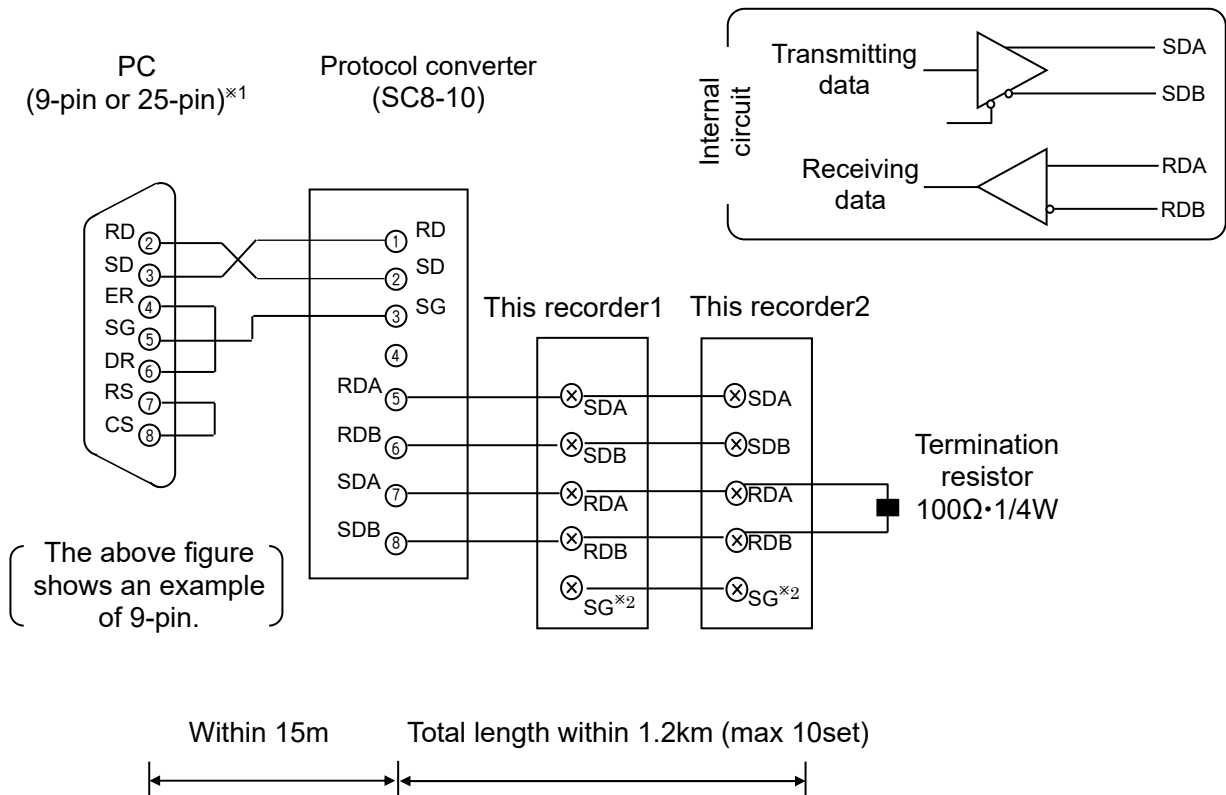 PC
(9-pin or 25-pin)※1
Protocol converter
(SC8-10)
Internal
circuit
Transmitting
data
SDA
SDB
Receiving
data
RDA
RDB
RD ②
SD ③
ER ④
SG ⑤
DR ⑥
RS ⑦
CS ⑧
① RD
② SD
③ SG
④
RDA ⑤
RDB ⑥
SDA ⑦
SDB ⑧
This recorder1
SDA
SDB
RDA
RDB
SG※2
This recorder2
SDA
SDB
RDA
RDB
SG※2
Termination
resistor
100Ω･1/4W
The above figure
shows an example
of 9-pin.
Within 15m
Total length within 1.2km (max 10set)